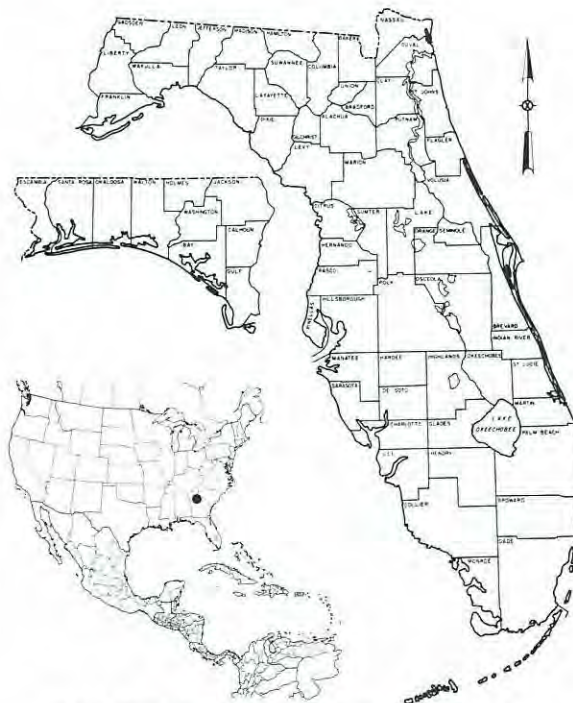 NASSAU
GADSDEN
LEON
JEFFERSON
MADISON
HAMILTON
BAKER
DUVAL
LIBERTY
WAKULLA
TAYLOR
SUWANNEE
COLUMBIA
UNION
CLAY
ST JOHNS
FRANKLIN
LAFAYETTE
BRADFORD
DIXIE
ALACHUA
PUTNAM
GILCHRIST
FLAGLER
LEVY
MARION
VOLUSIA
ESCAMBIA
SANTA ROSA
OKALOOSA
WALTON
HOLMES
JACKSON
WASHINGTON
CALHOUN
BAY
GULF
CITRUS
SUMTER
LAKE
HERNANDO
ORANGE
SEMINOLE
PASCO
POLK
OSCEOLA
HILLSBOROUGH
PINELLAS
BREVARD
INDIAN RIVER
MANATEE
HARDEE
HIGHLANDS
OKEECHOBEE
ST LUCIE
SARASOTA
DE SOTO
MARTIN
CHARLOTTE
GLADES
LAKE
OKEECHOBEE
PALM BEACH
LEE
HENDRY
COLLIER
BROWARD
DADE
MONROE